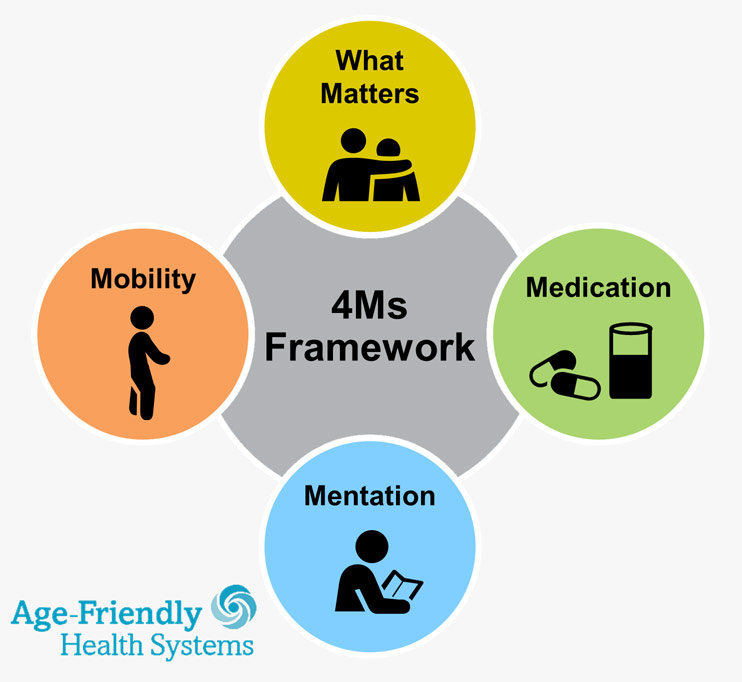 What
Matters
Mobility
4Ms
Framework
Medication
Mentation
Age-Friendly
Health Systems